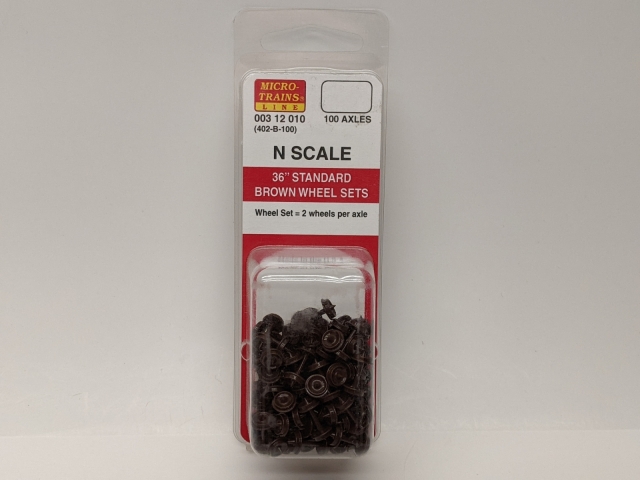 MICRO-
TRAINS®
LINE
003 12 010
(402-B-100)
100 AXLES
N SCALE
36" STANDARD
BROWN WHEEL SETS
Wheel Set = 2 wheels per axle